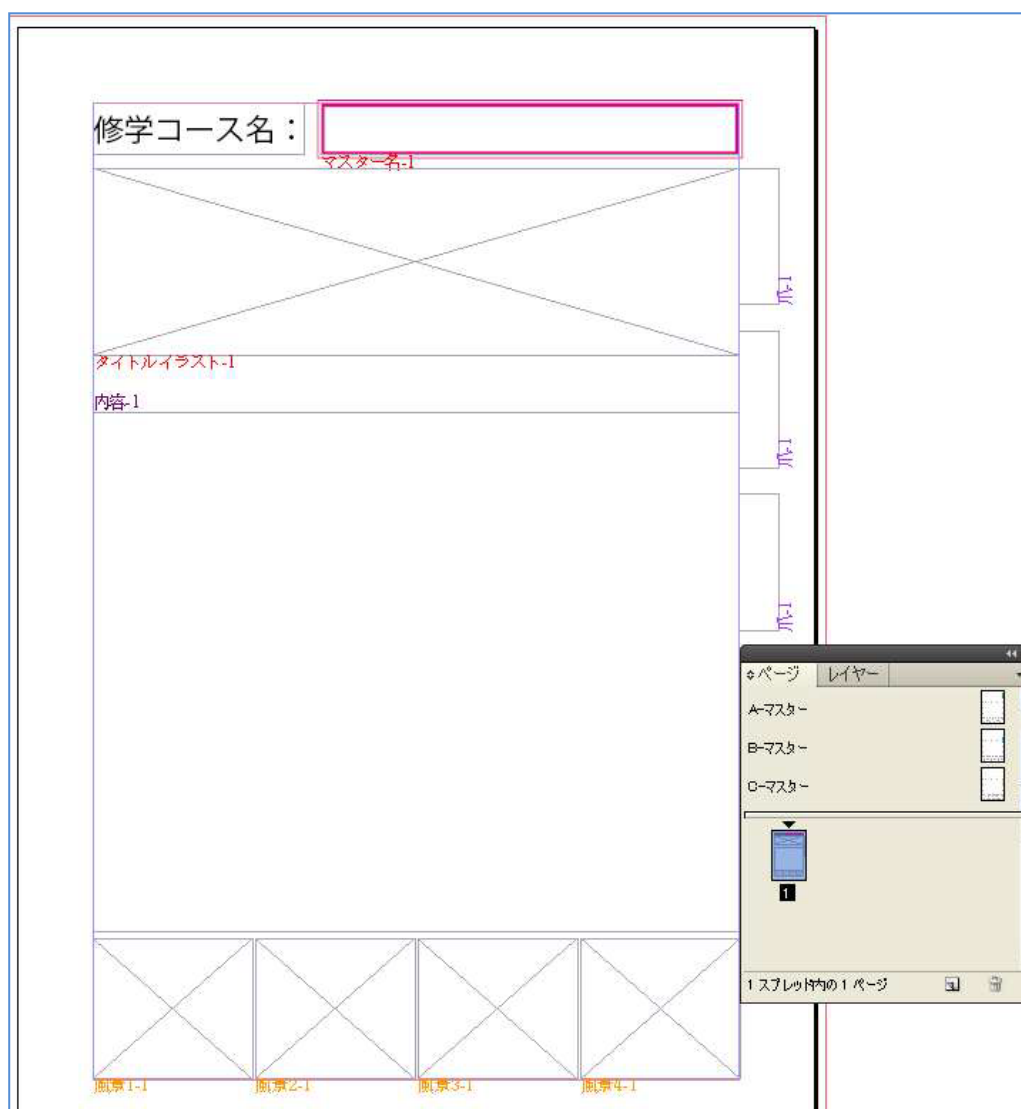 修学コース名：
マスター名-1
爪-1
タイトルイラスト-1
内容-1
爪-1
爪-1
ページ
レイヤー
A-マスター
B-マスター
C-マスター
1
1 スプレッド内の 1 ページ
風景1-1
風景2-1
風景3-1
風景4-1